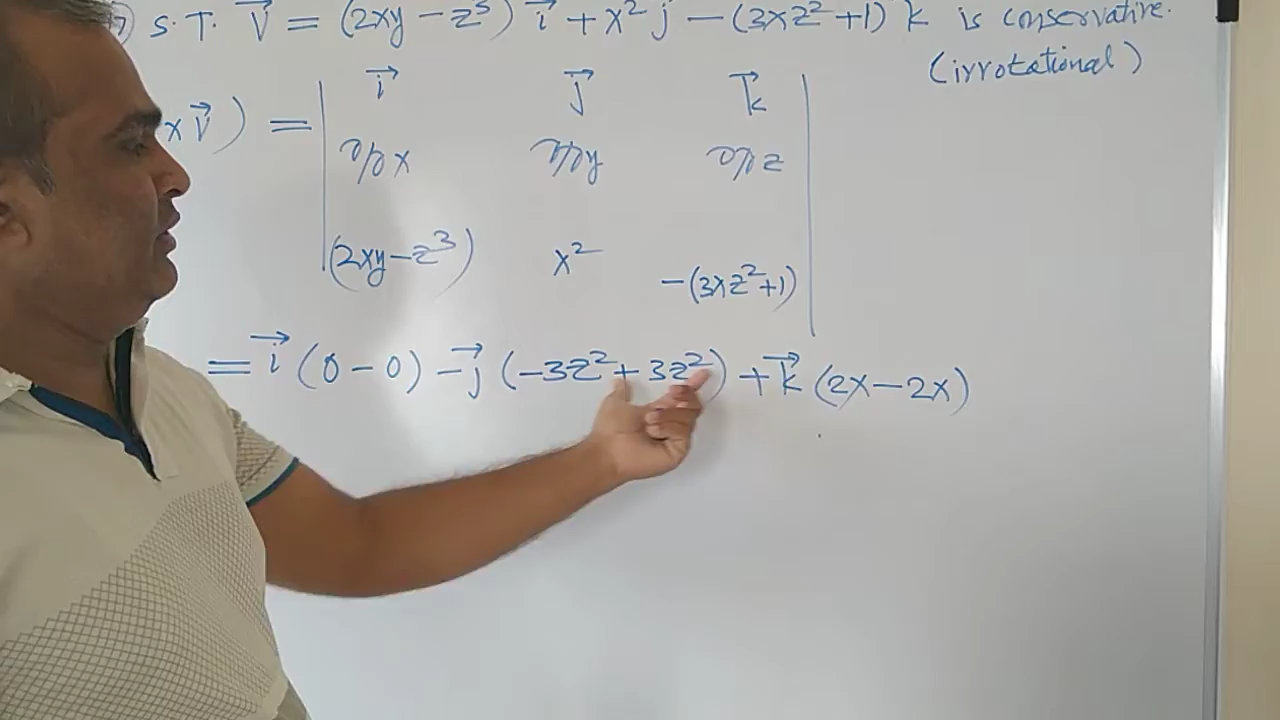 ) S.T. V⃗ = (2xy - z³) i⃗ + x² j - (3xz² + 1) k is conservative.
(irrotational)
i⃗ j⃗ k⃗
x V⃗ ) =
∂/∂x ∂/∂y ∂/∂z
(2xy - z³) x² -(3xz² + 1)
= i⃗ (0 - 0) - j⃗ (-3z² + 3z²) + k⃗ (2x - 2x)